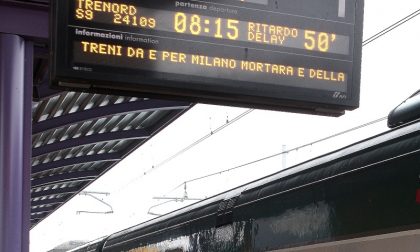 partenza departure
TRENORD
S9 24109 08:15 RITARDO DELAY 50'
informazioni information
TRENI DA E PER MILANO MORTARA E DELLA